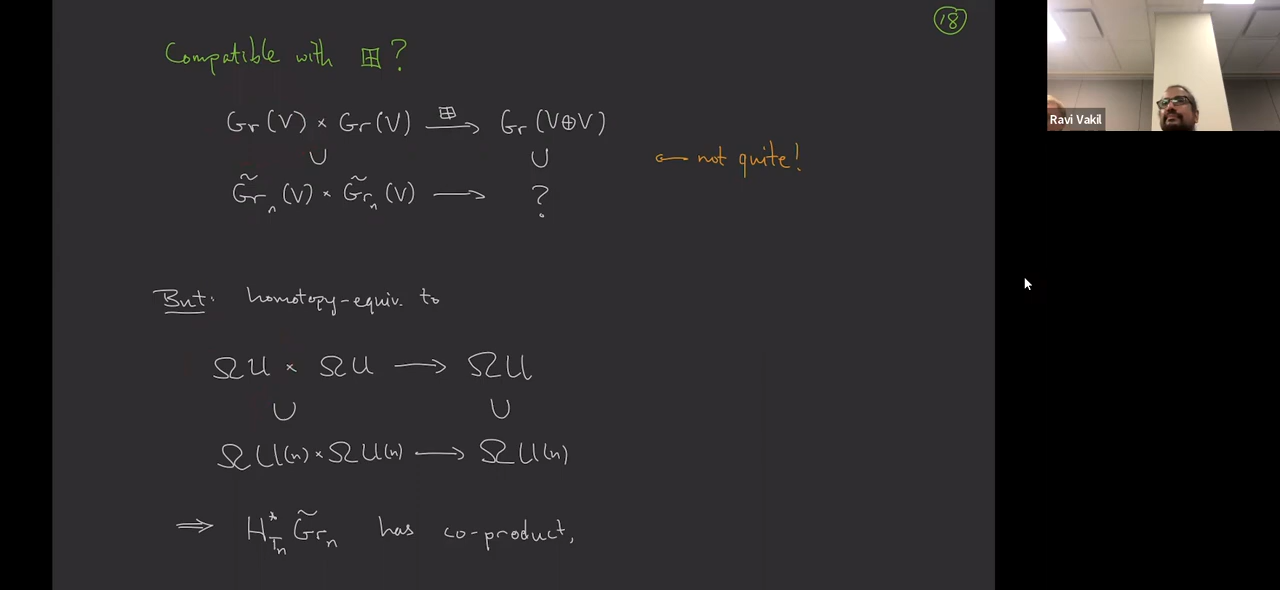 18
Compatible with ⊞ ?
Gr(V) × Gr(V) ⊞⟶ Gr(V⊕V)
∪ ∪ ← not quite!
G̃r_n(V) × G̃r_n(V) ⟶ ?
But: homotopy-equiv. to
ΩU × ΩU ⟶ ΩU
∪ ∪
ΩU(n) × ΩU(n) ⟶ ΩU(n)
⟹ H*_{T_n} G̃r_n has co-product,
Ravi Vakil